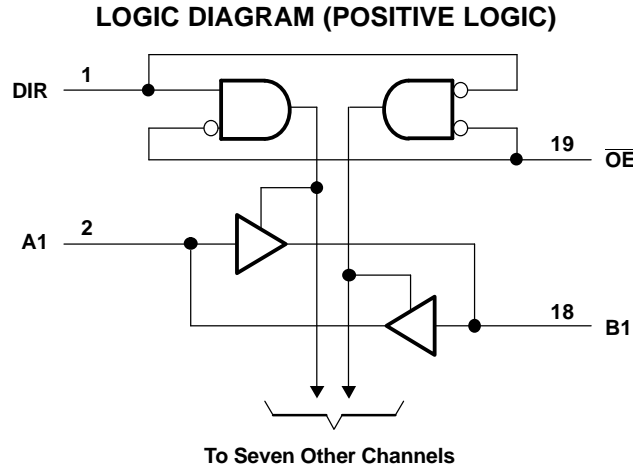 LOGIC DIAGRAM (POSITIVE LOGIC)
DIR 1
19 OE
A1 2
18 B1
To Seven Other Channels